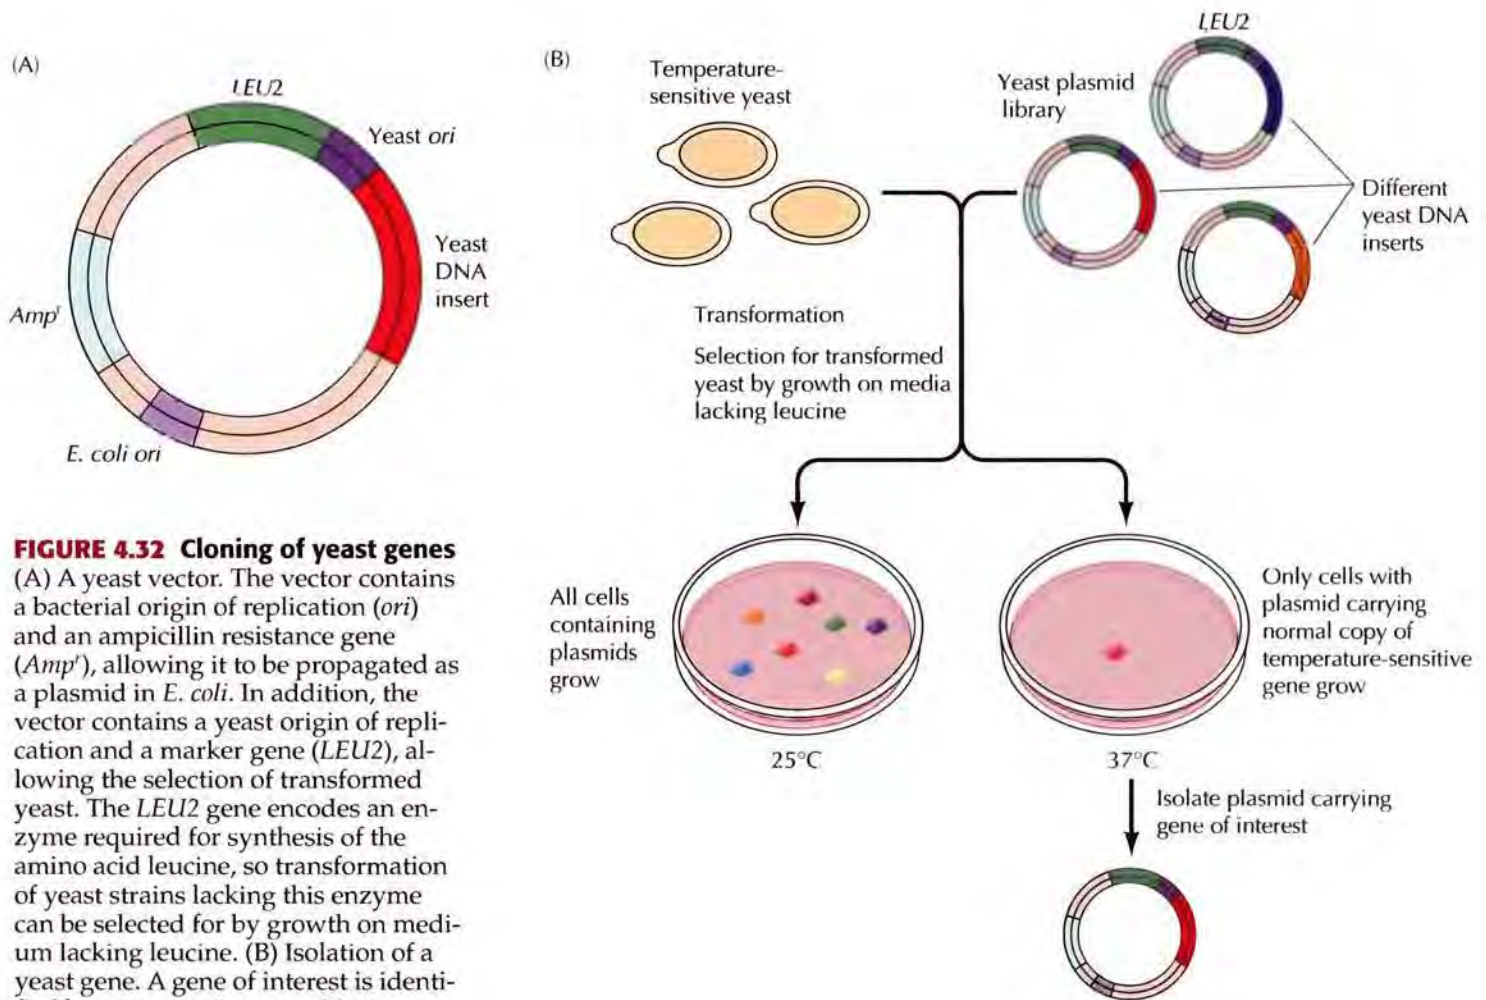 (A)
LEU2
Yeast ori
Yeast
DNA
insert
Ampʳ
E. coli ori
FIGURE 4.32 Cloning of yeast genes
(A) A yeast vector. The vector contains
a bacterial origin of replication (ori)
and an ampicillin resistance gene
(Ampʳ), allowing it to be propagated as
a plasmid in E. coli. In addition, the
vector contains a yeast origin of repli-
cation and a marker gene (LEU2), al-
lowing the selection of transformed
yeast. The LEU2 gene encodes an en-
zyme required for synthesis of the
amino acid leucine, so transformation
of yeast strains lacking this enzyme
can be selected for by growth on medi-
um lacking leucine. (B) Isolation of a
yeast gene. A gene of interest is identi-
(B)
Temperature-
sensitive yeast
Yeast plasmid
library
LEU2
Different
yeast DNA
inserts
Transformation
Selection for transformed
yeast by growth on media
lacking leucine
All cells
containing
plasmids
grow
25°C
Only cells with
plasmid carrying
normal copy of
temperature-sensitive
gene grow
37°C
Isolate plasmid carrying
gene of interest